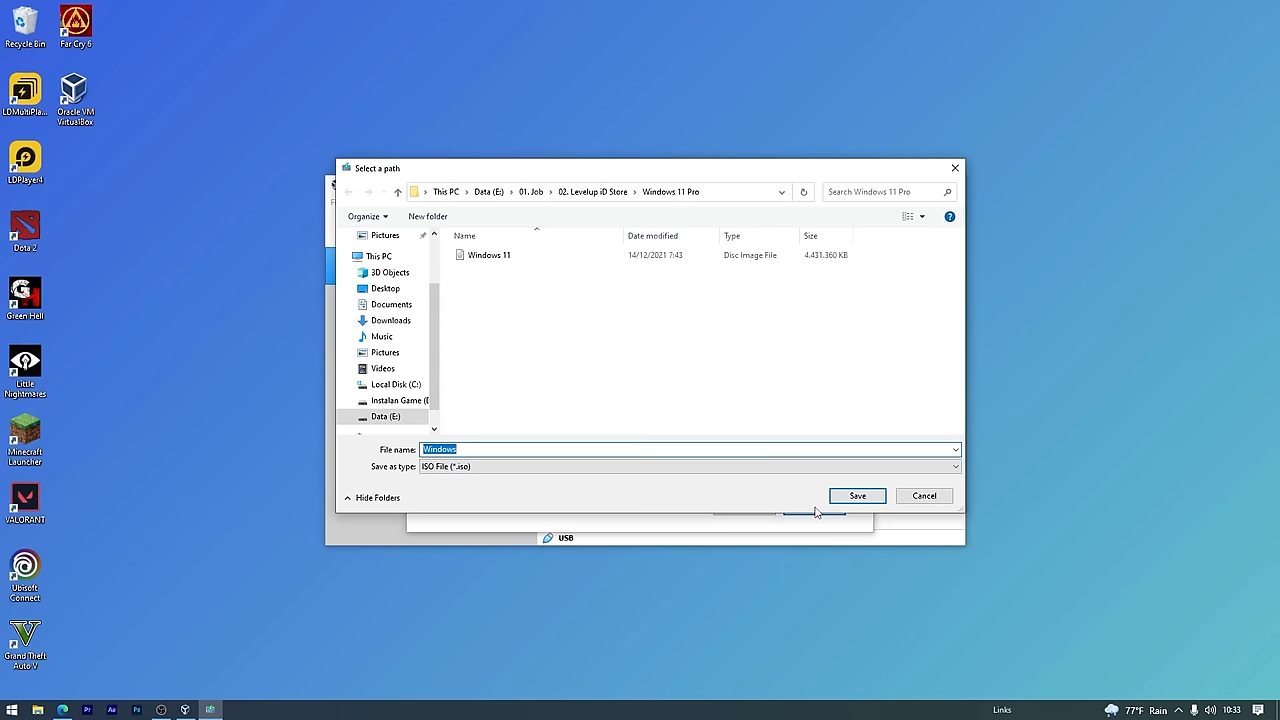 Recycle Bin
Far Cry 6
LDMultiPla...
Oracle VM
VirtualBox
LDPlayer4
Dota 2
Green Hell
Little
Nightmares
Minecraft
Launcher
VALORANT
Ubisoft
Connect
Grand Theft
Auto V
Select a path
This PC › Data (E:) › 01. Job › 02. Levelup iD Store › Windows 11 Pro
Search Windows 11 Pro
Organize
New folder
Pictures
This PC
3D Objects
Desktop
Documents
Downloads
Music
Pictures
Videos
Local Disk (C:)
Instalan Game (
Data (E:)
Name Date modified Type Size
Windows 11 14/12/2021 7:43 Disc Image File 4.431.360 KB
File name: Windows
Save as type: ISO File (*.iso)
Hide Folders
Save
Cancel
USB
Pr
Ae
Ps
Links
77°F Rain
10:33